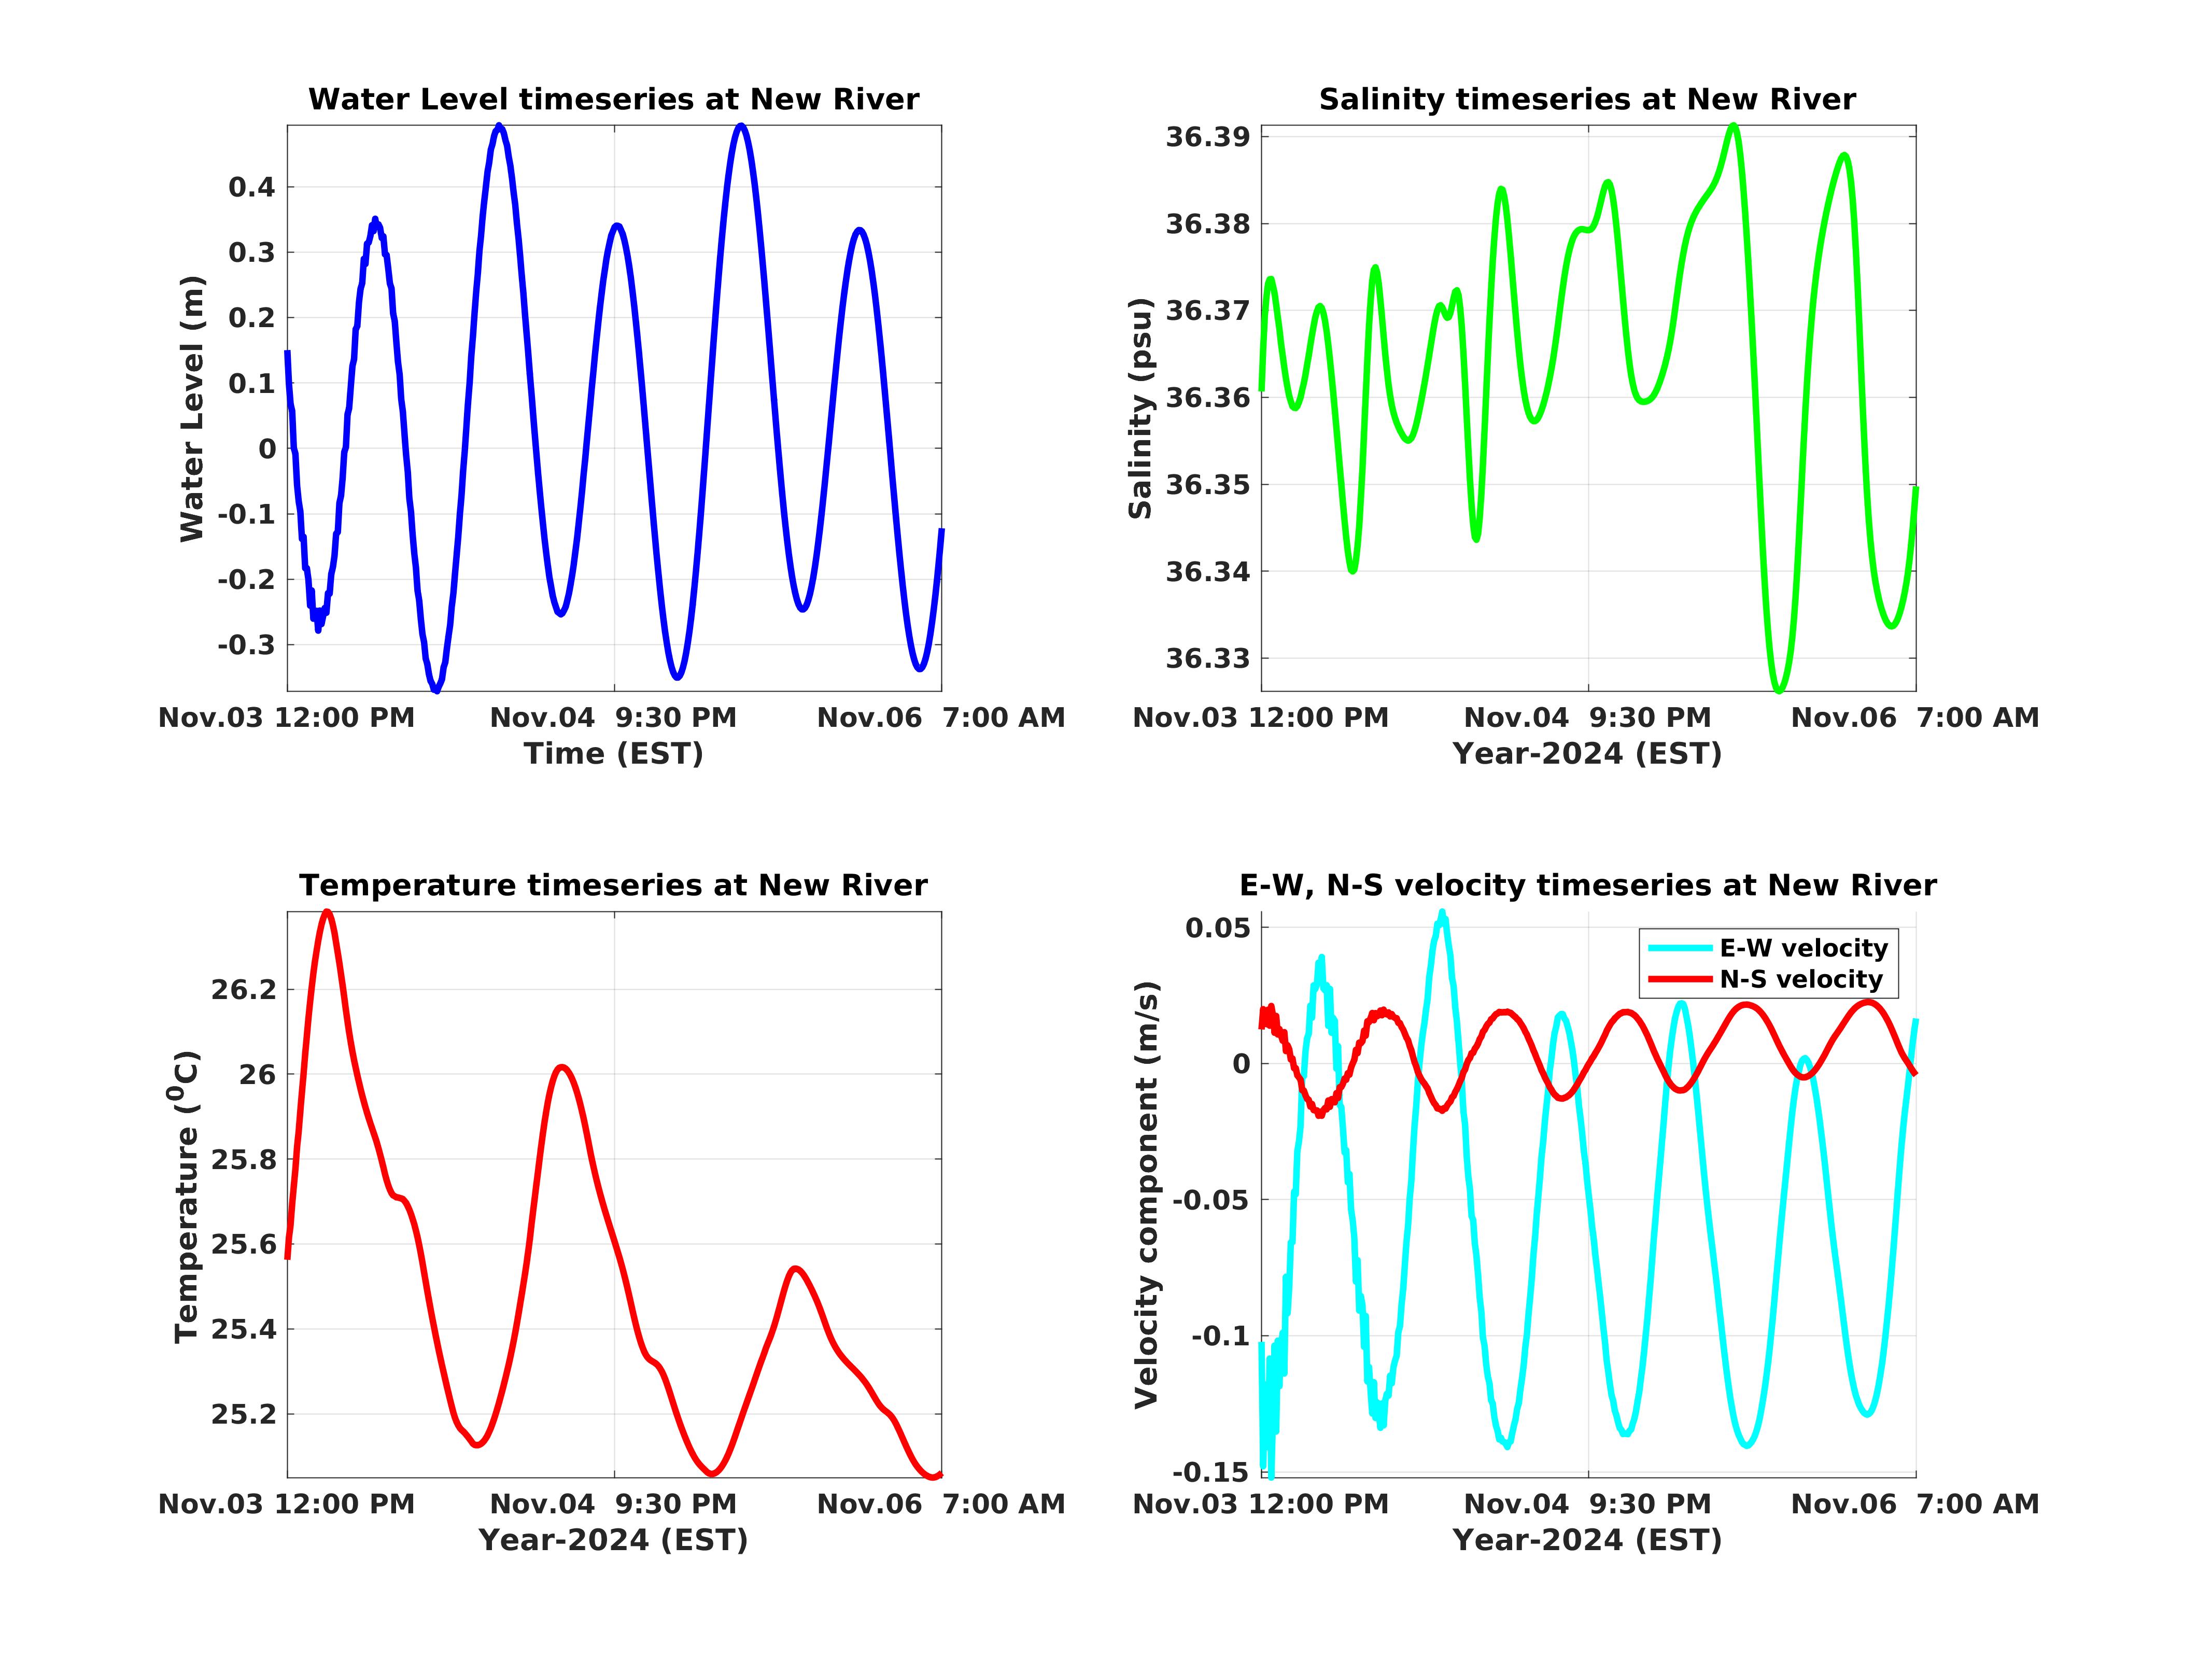 Water Level timeseries at New River
Water Level (m)
0.4
0.3
0.2
0.1
0
-0.1
-0.2
-0.3
Nov.03 12:00 PM Nov.04 9:30 PM Nov.06 7:00 AM
Time (EST)
Salinity timeseries at New River
Salinity (psu)
36.39
36.38
36.37
36.36
36.35
36.34
36.33
Nov.03 12:00 PM Nov.04 9:30 PM Nov.06 7:00 AM
Year-2024 (EST)
Temperature timeseries at New River
Temperature (⁰C)
26.2
26
25.8
25.6
25.4
25.2
Nov.03 12:00 PM Nov.04 9:30 PM Nov.06 7:00 AM
Year-2024 (EST)
E-W, N-S velocity timeseries at New River
Velocity component (m/s)
0.05
0
-0.05
-0.1
-0.15
E-W velocity
N-S velocity
Nov.03 12:00 PM Nov.04 9:30 PM Nov.06 7:00 AM
Year-2024 (EST)